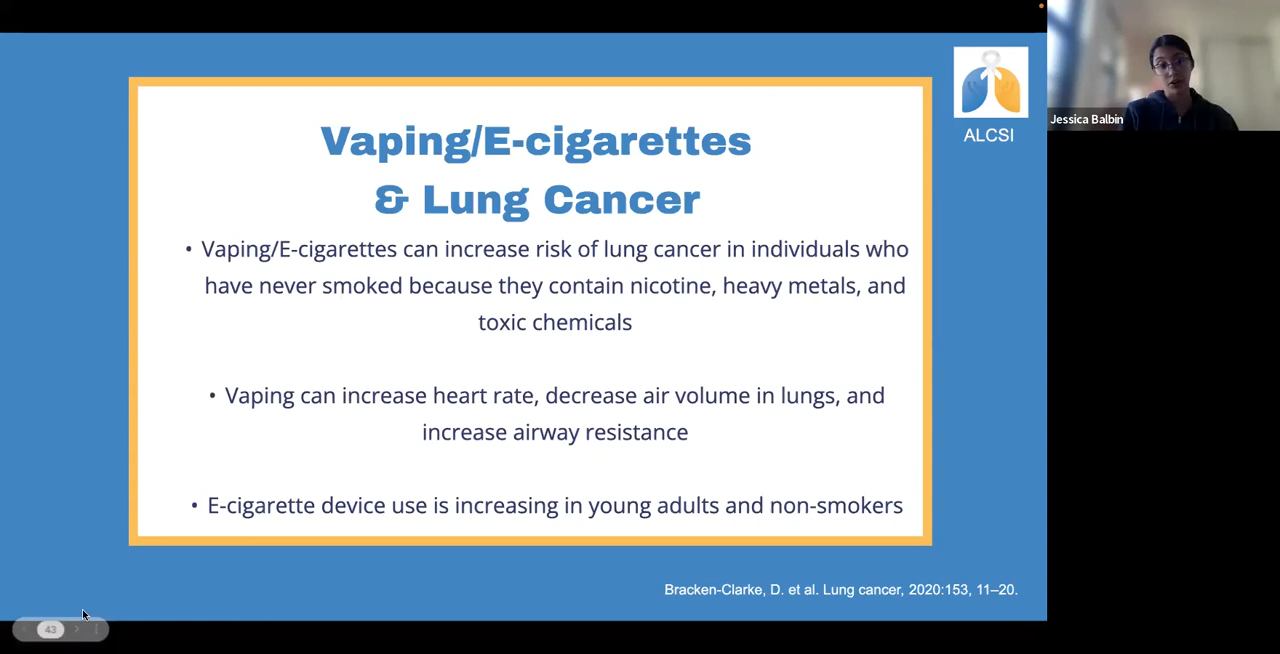 Vaping/E-cigarettes
& Lung Cancer
• Vaping/E-cigarettes can increase risk of lung cancer in individuals who
have never smoked because they contain nicotine, heavy metals, and
toxic chemicals
• Vaping can increase heart rate, decrease air volume in lungs, and
increase airway resistance
• E-cigarette device use is increasing in young adults and non-smokers
Bracken-Clarke, D. et al. Lung cancer, 2020:153, 11–20.
ALCSI
Jessica Balbin
43